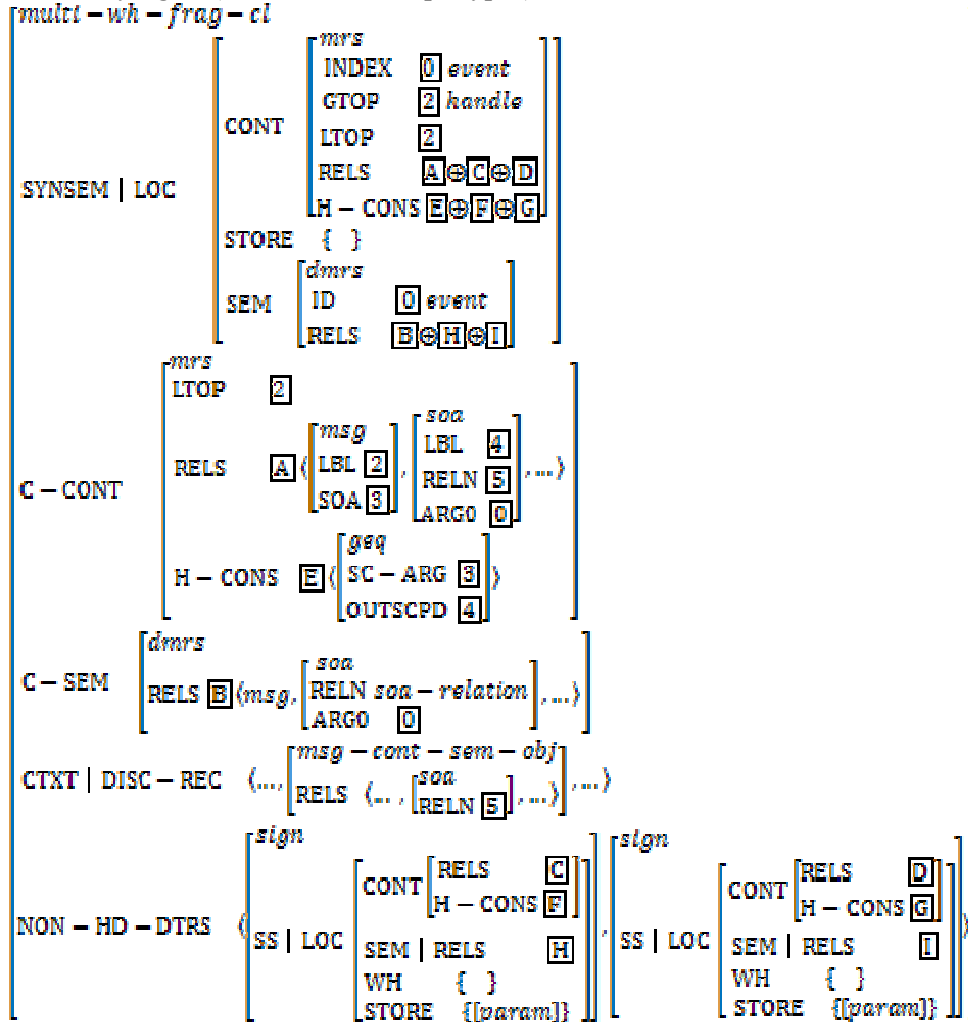 multi – wh – frag – cl
mrs
INDEX 0 event
GTOP 2 handle
CONT
LTOP 2
RELS A⊕C⊕D
SYNSEM | LOC
H – CONS E⊕F⊕G
STORE { }
dmrs
SEM ID 0 event
RELS B⊕H⊕I
mrs
LTOP 2
msg soa
LBL 2 LBL 4
RELS A ⟨ , , ...⟩
SOA 3 RELN 5
C – CONT
ARG0 0
geq
H – CONS E ⟨ SC – ARG 3 ⟩
OUTSCPD 4
dmrs
soa
C – SEM RELS B ⟨msg, RELN soa – relation , ...⟩
ARG0 0
msg – cont – sem – obj
CTXT | DISC – REC ⟨..., RELS ⟨... , soa , ...⟩ , ...⟩
RELN 5
sign sign
CONT RELS C CONT RELS D
H – CONS F H – CONS G
NON – HD – DTRS ⟨ SS | LOC , SS | LOC ⟩
SEM | RELS H SEM | RELS I
WH { } WH { }
STORE {[param]} STORE {[param]}